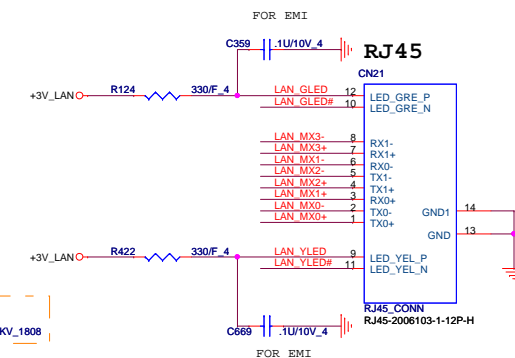 FOR EMI
C359 .1U/10V_4
RJ45
CN21
+3V_LAN R124 330/F_4 LAN_GLED 12 LED_GRE_P
LAN_GLED# 10 LED_GRE_N
LAN_MX3- 8 RX1-
LAN_MX3+ 7 RX1+
LAN_MX1- 6 RX0-
LAN_MX2- 5 TX1-
LAN_MX2+ 4 TX1+
LAN_MX1+ 3 RX0+
LAN_MX0- 2 TX0- GND1 14
LAN_MX0+ 1 TX0+
GND 13
+3V_LAN R422 330/F_4 LAN_YLED 9 LED_YEL_P
LAN_YLED# 11 LED_YEL_N
RJ45_CONN
RJ45-2006103-1-12P-H
KV_1808
C669 .1U/10V_4
FOR EMI